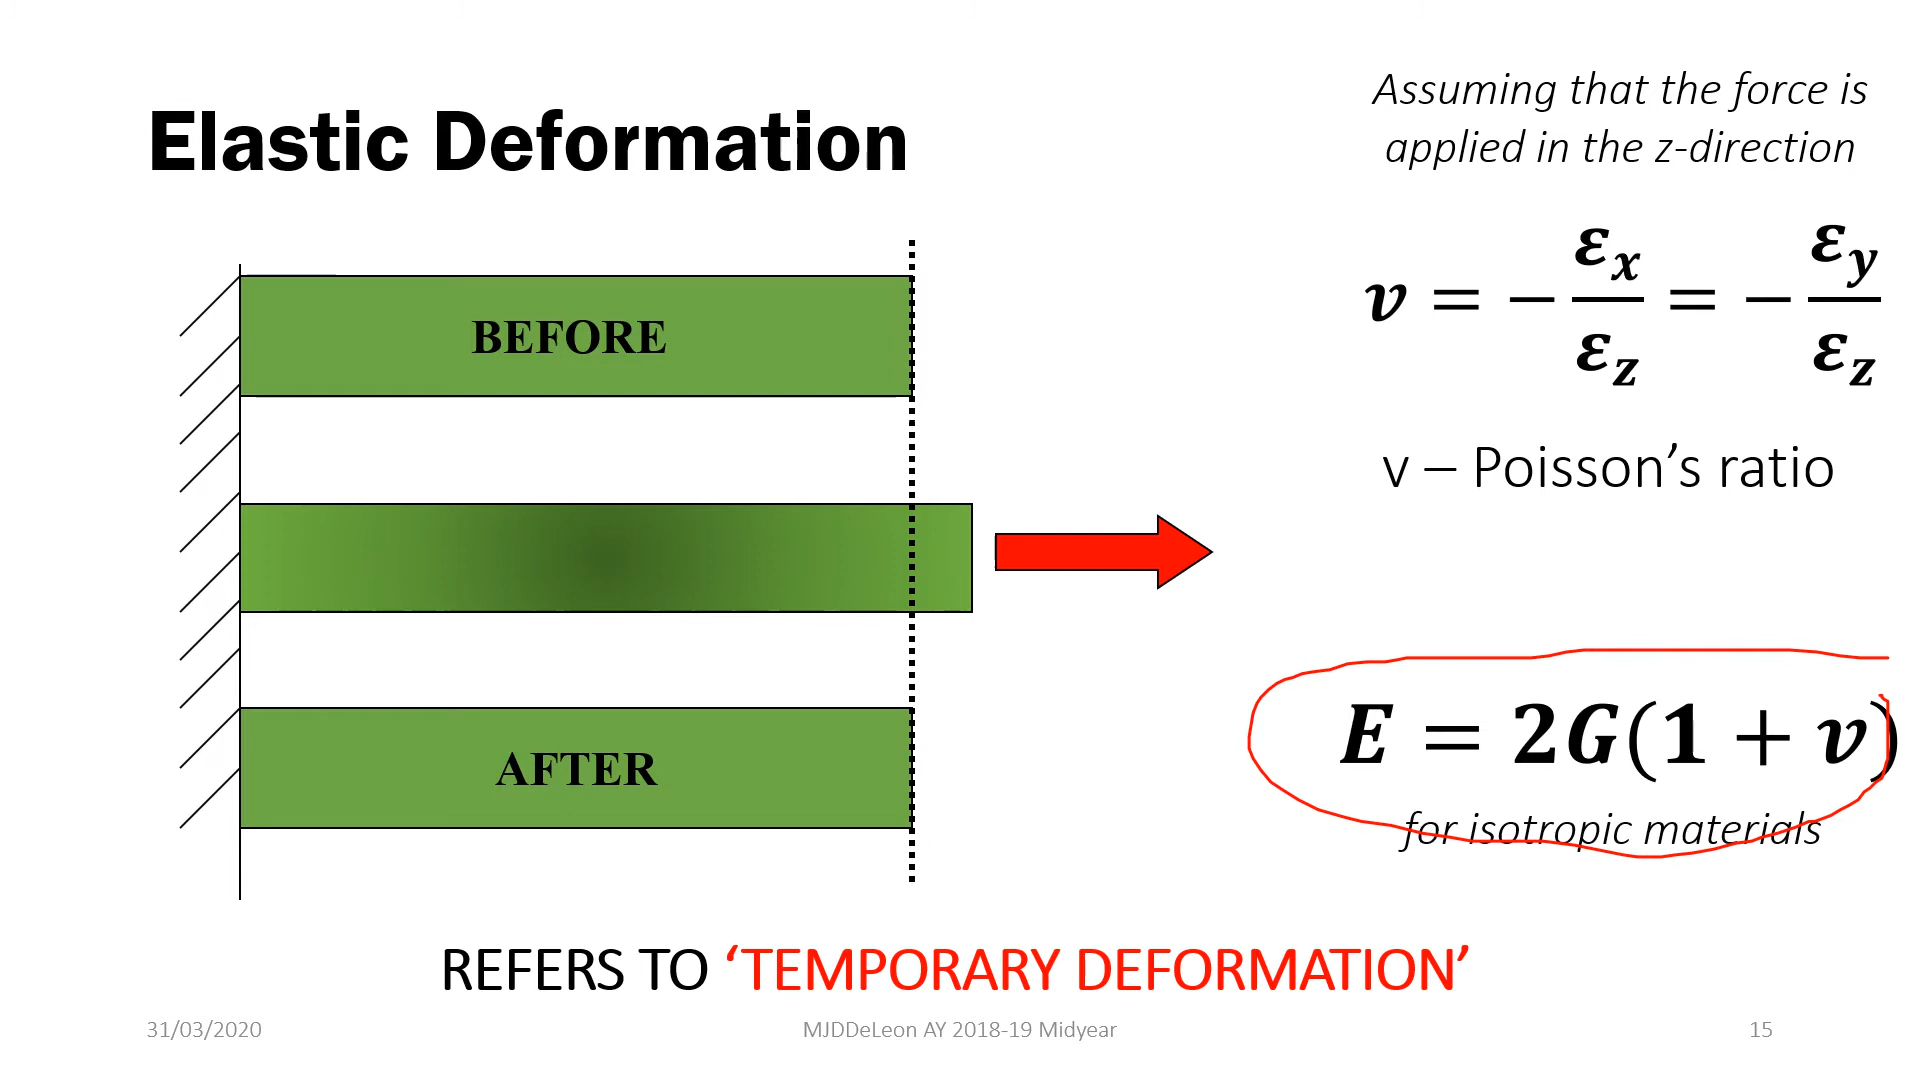 Elastic Deformation
Assuming that the force is
applied in the z-direction
v = − εx/εz = − εy/εz
v – Poisson’s ratio
BEFORE
AFTER
E = 2G(1 + v)
for isotropic materials
REFERS TO ‘TEMPORARY DEFORMATION’
31/03/2020
MJDDeLeon AY 2018-19 Midyear
15